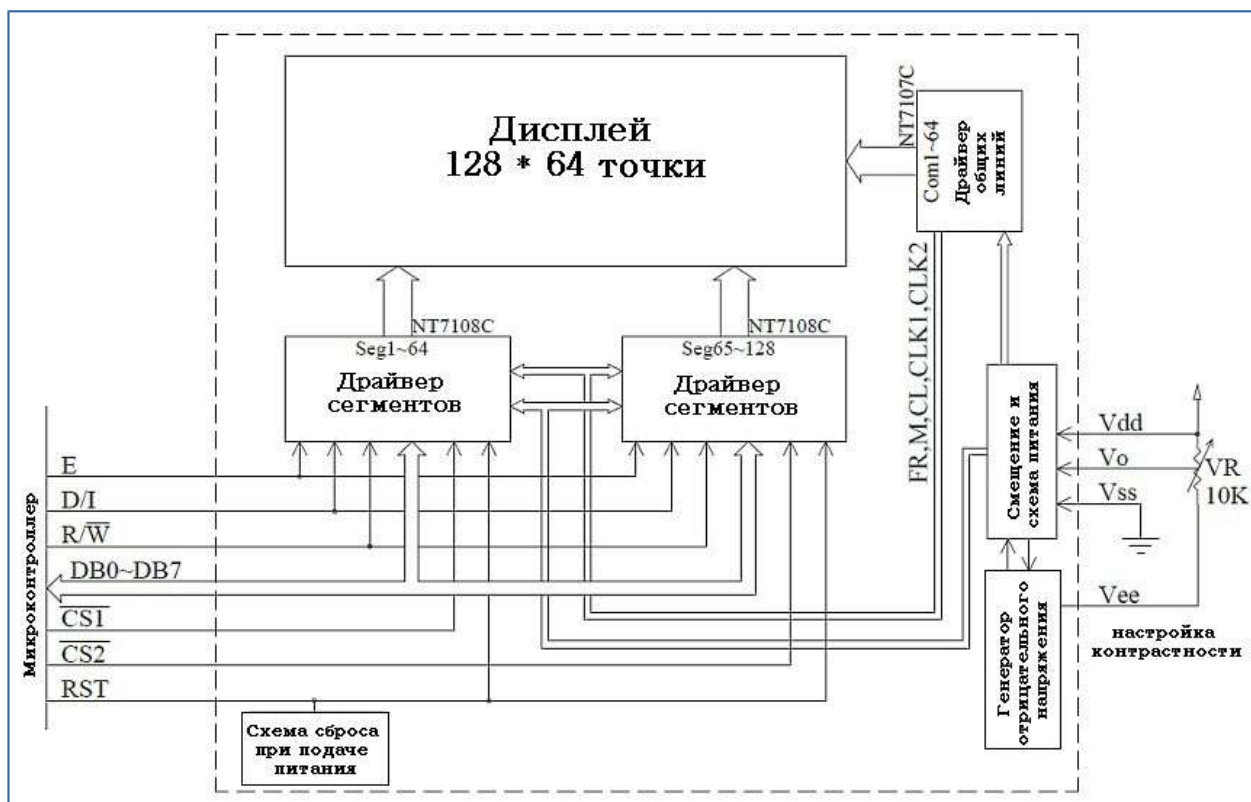 Дисплей
128 * 64 точки
NT7107C
Com1~64
Драйвер
общих
линий
NT7108C
Seg1~64
Драйвер
сегментов
NT7108C
Seg65~128
Драйвер
сегментов
FR,M,CL,CLK1,CLK2
Смещение и
схема питания
Vdd
Vo
Vss
VR
10K
Микроконтроллер
E
D/I
R/W̅
DB0~DB7
C̅S̅1̅
C̅S̅2̅
RST
Генератор
отрицательного
напряжения
Vee
настройка
контрастности
Схема сброса
при подаче
питания